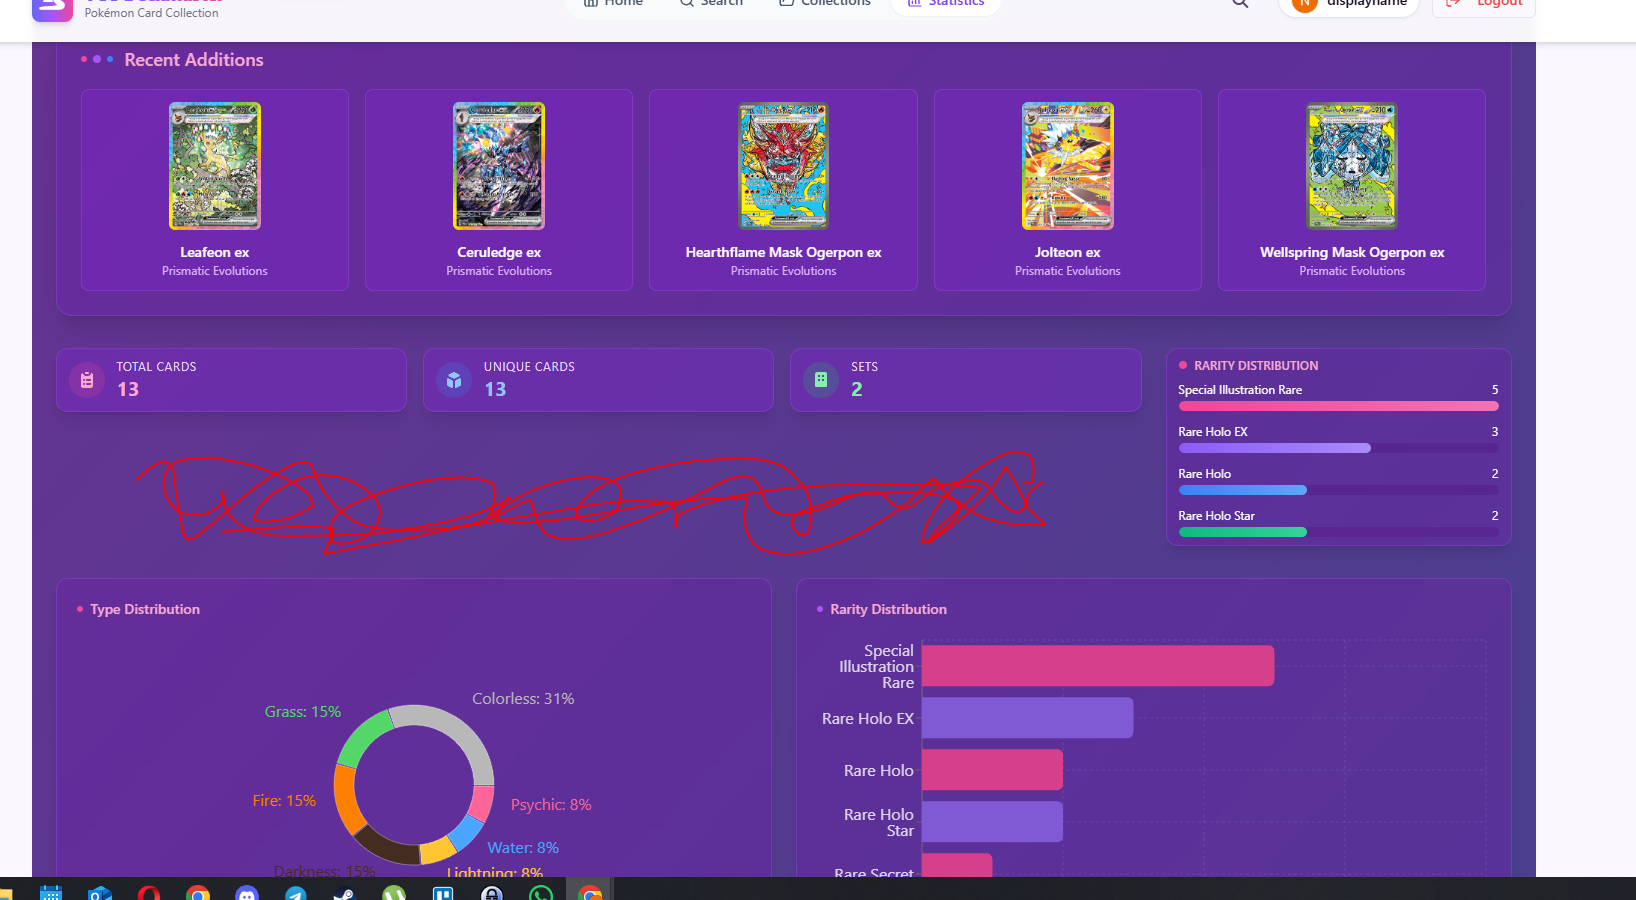 Pokémon Card Collection
Home
Search
Collections
Statistics
N
displayname
Logout
Recent Additions
Leafeon ex
Prismatic Evolutions
Ceruledge ex
Prismatic Evolutions
Hearthflame Mask Ogerpon ex
Prismatic Evolutions
Jolteon ex
Prismatic Evolutions
Wellspring Mask Ogerpon ex
Prismatic Evolutions
TOTAL CARDS
13
UNIQUE CARDS
13
SETS
2
RARITY DISTRIBUTION
Special Illustration Rare 5
Rare Holo EX 3
Rare Holo 2
Rare Holo Star 2
Type Distribution
Colorless: 31%
Grass: 15%
Fire: 15%
Psychic: 8%
Water: 8%
Darkness: 15%
Lightning: 8%
Rarity Distribution
Special
Illustration
Rare
Rare Holo EX
Rare Holo
Rare Holo
Star
Rare Secret